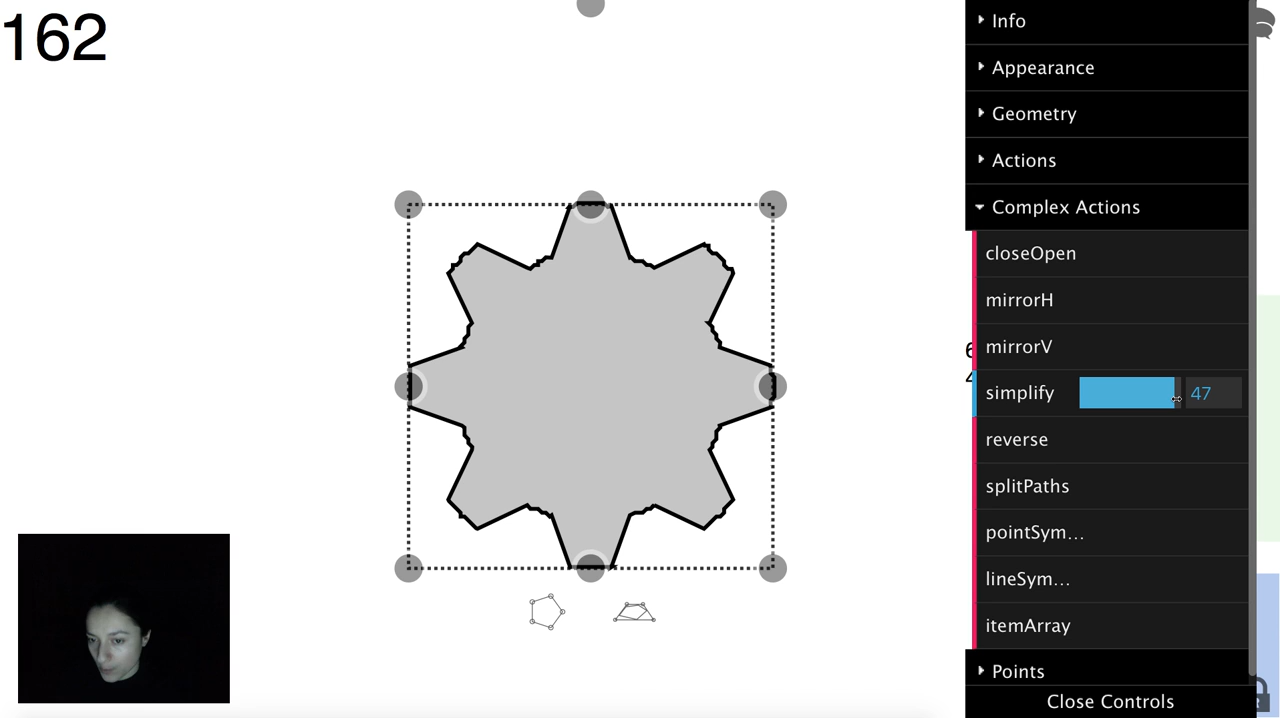 162
Info
Appearance
Geometry
Actions
Complex Actions
closeOpen
mirrorH
mirrorV
simplify 47
reverse
splitPaths
pointSym...
lineSym...
itemArray
Points
Close Controls